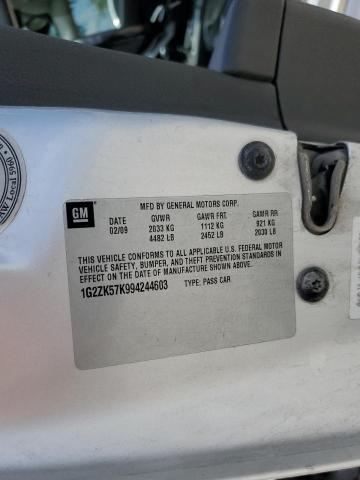 GM
MFD BY GENERAL MOTORS CORP.
DATE GVWR GAWR FRT. GAWR RR
02/09 2033 KG 1112 KG 921 KG
4482 LB 2452 LB 2030 LB
THIS VEHICLE CONFORMS TO ALL APPLICABLE U.S. FEDERAL MOTOR
VEHICLE SAFETY, BUMPER, AND THEFT PREVENTION STANDARDS IN
EFFECT ON THE DATE OF MANUFACTURE SHOWN ABOVE.
1G2ZK57K994244603 TYPE: PASS CAR
Local 5960